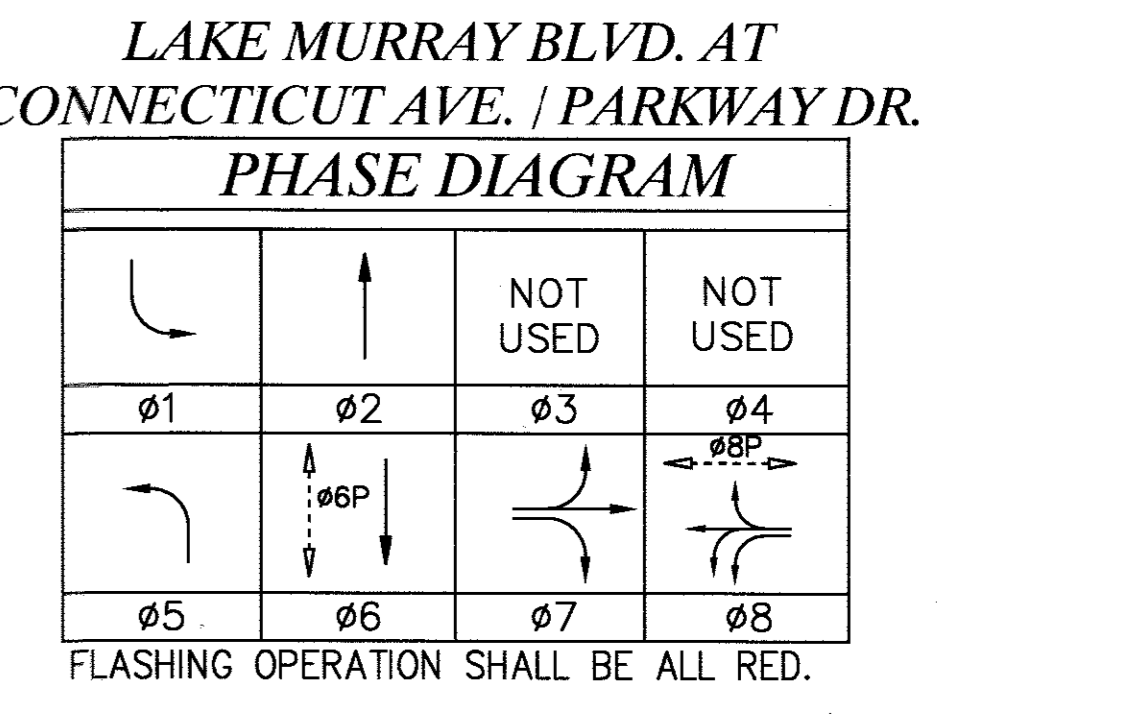 LAKE MURRAY BLVD. AT
CONNECTICUT AVE. / PARKWAY DR.
PHASE DIAGRAM
NOT
USED
NOT
USED
ø1
ø2
ø3
ø4
ø6P
ø8P
ø5
ø6
ø7
ø8
FLASHING OPERATION SHALL BE ALL RED.